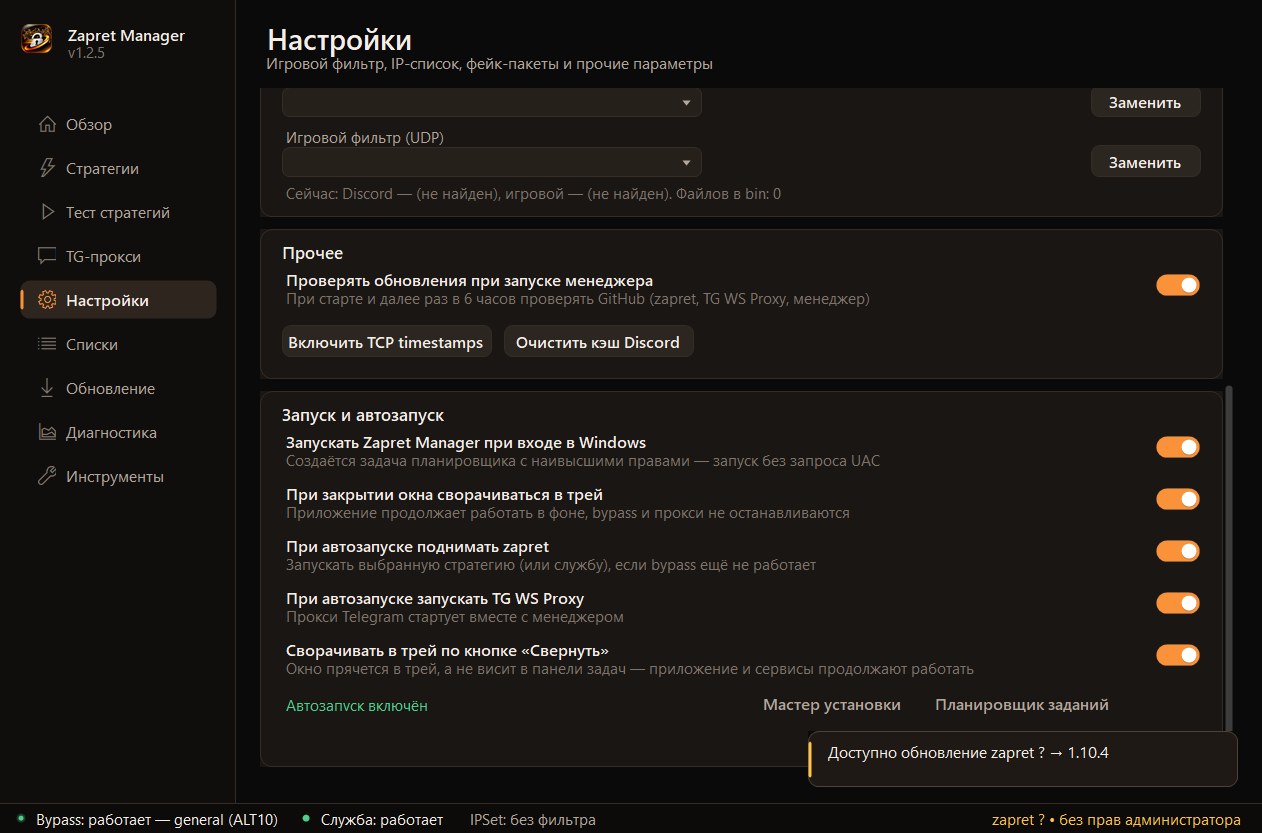 Zapret Manager
v1.2.5
Обзор
Стратегии
Тест стратегий
TG-прокси
Настройки
Списки
Обновление
Диагностика
Инструменты
Настройки
Игровой фильтр, IP-список, фейк-пакеты и прочие параметры
Заменить
Игровой фильтр (UDP)
Заменить
Сейчас: Discord — (не найден), игровой — (не найден). Файлов в bin: 0
Прочее
Проверять обновления при запуске менеджера
При старте и далее раз в 6 часов проверять GitHub (zapret, TG WS Proxy, менеджер)
Включить TCP timestamps
Очистить кэш Discord
Запуск и автозапуск
Запускать Zapret Manager при входе в Windows
Создаётся задача планировщика с наивысшими правами — запуск без запроса UAC
При закрытии окна сворачиваться в трей
Приложение продолжает работать в фоне, bypass и прокси не останавливаются
При автозапуске поднимать zapret
Запускать выбранную стратегию (или службу), если bypass ещё не работает
При автозапуске запускать TG WS Proxy
Прокси Telegram стартует вместе с менеджером
Сворачивать в трей по кнопке «Свернуть»
Окно прячется в трей, а не висит в панели задач — приложение и сервисы продолжают работать
Автозапуск включён
Мастер установки
Планировщик заданий
Доступно обновление zapret ? → 1.10.4
Bypass: работает — general (ALT10)
Служба: работает
IPSet: без фильтра
zapret ? • без прав администратора